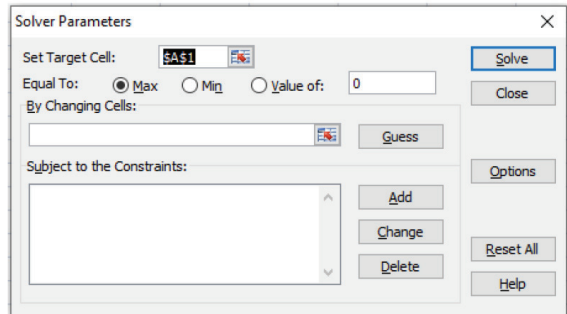 Solver Parameters
Set Target Cell: $A$1 Solve
Equal To: Max Min Value of: 0 Close
By Changing Cells:
Guess
Subject to the Constraints: Options
Add
Change
Reset All
Delete
Help